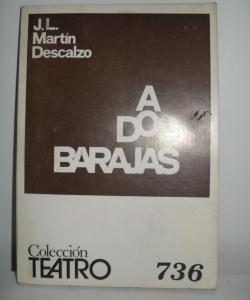 J.L.
Martín
Descalzo
A
DOS
BARAJAS
Colección
TEATRO
736